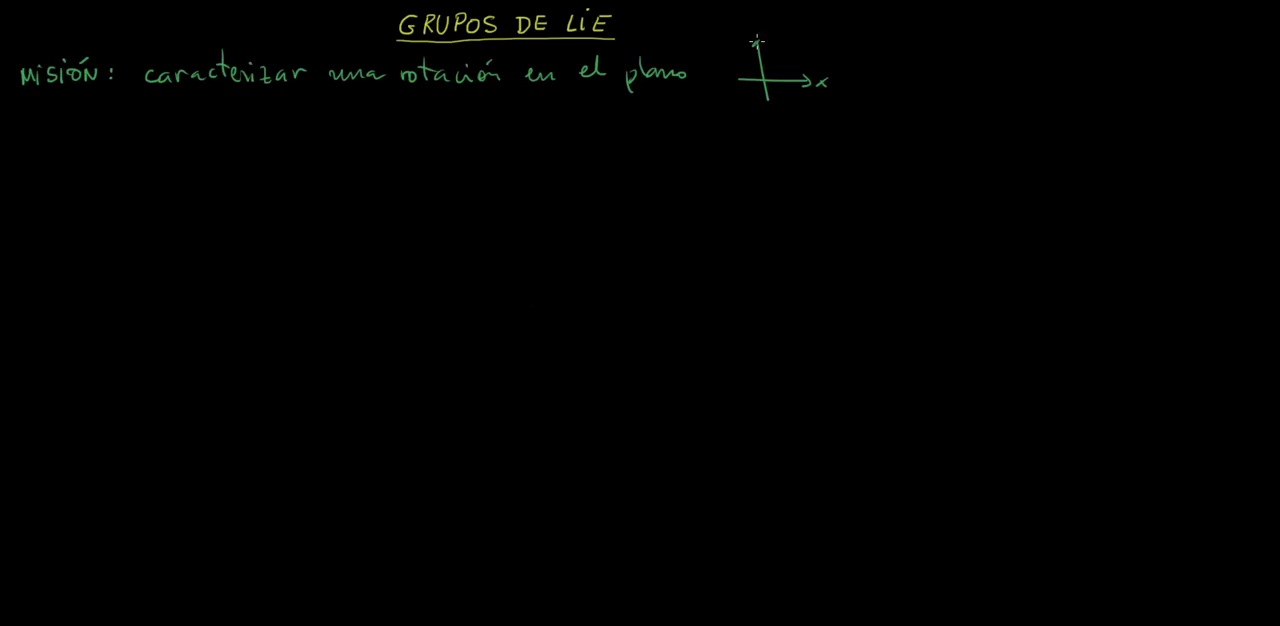 GRUPOS DE LiE
MISIÓN: caracterizar una rotación en el plano
x